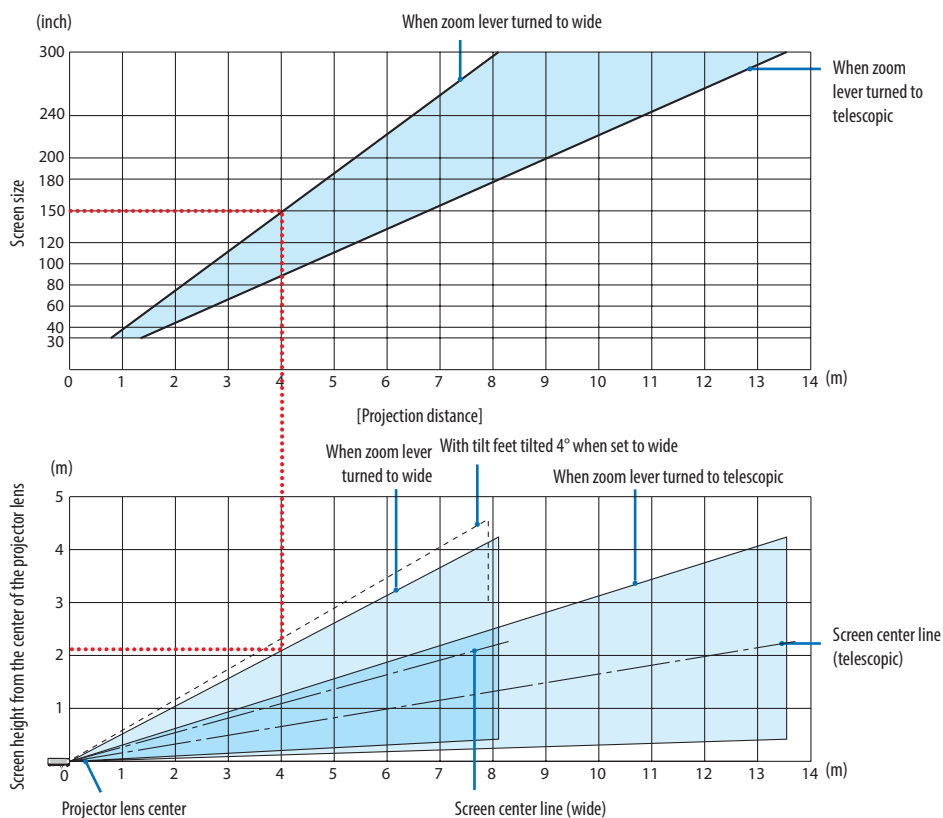 (inch)
When zoom lever turned to wide
300
240
200
180
150
120
100
80
60
40
30
Screen size
When zoom
lever turned to
telescopic
0 1 2 3 4 5 6 7 8 9 10 11 12 13 14 (m)
[Projection distance]
(m)
When zoom lever
turned to wide
With tilt feet tilted 4° when set to wide
When zoom lever turned to telescopic
5
4
3
2
1
Screen height from the center of the projector lens
Screen center line
(telescopic)
0 1 2 3 4 5 6 7 8 9 10 11 12 13 14 (m)
Projector lens center
Screen center line (wide)